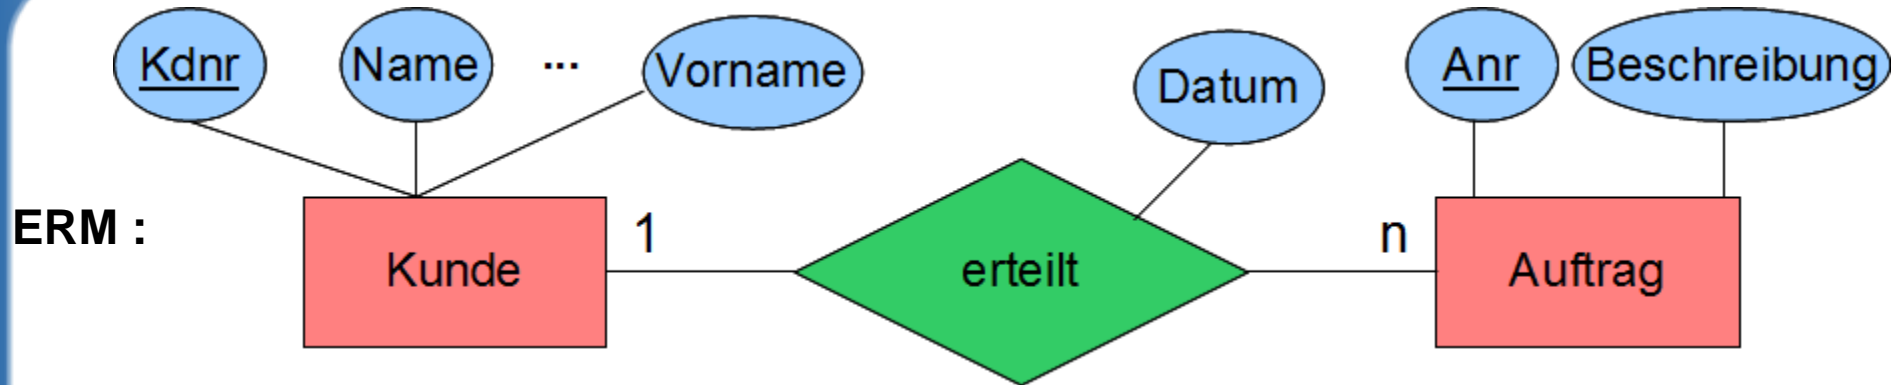 Kdnr
Name
...
Vorname
Datum
Anr
Beschreibung
ERM :
Kunde
1
erteilt
n
Auftrag